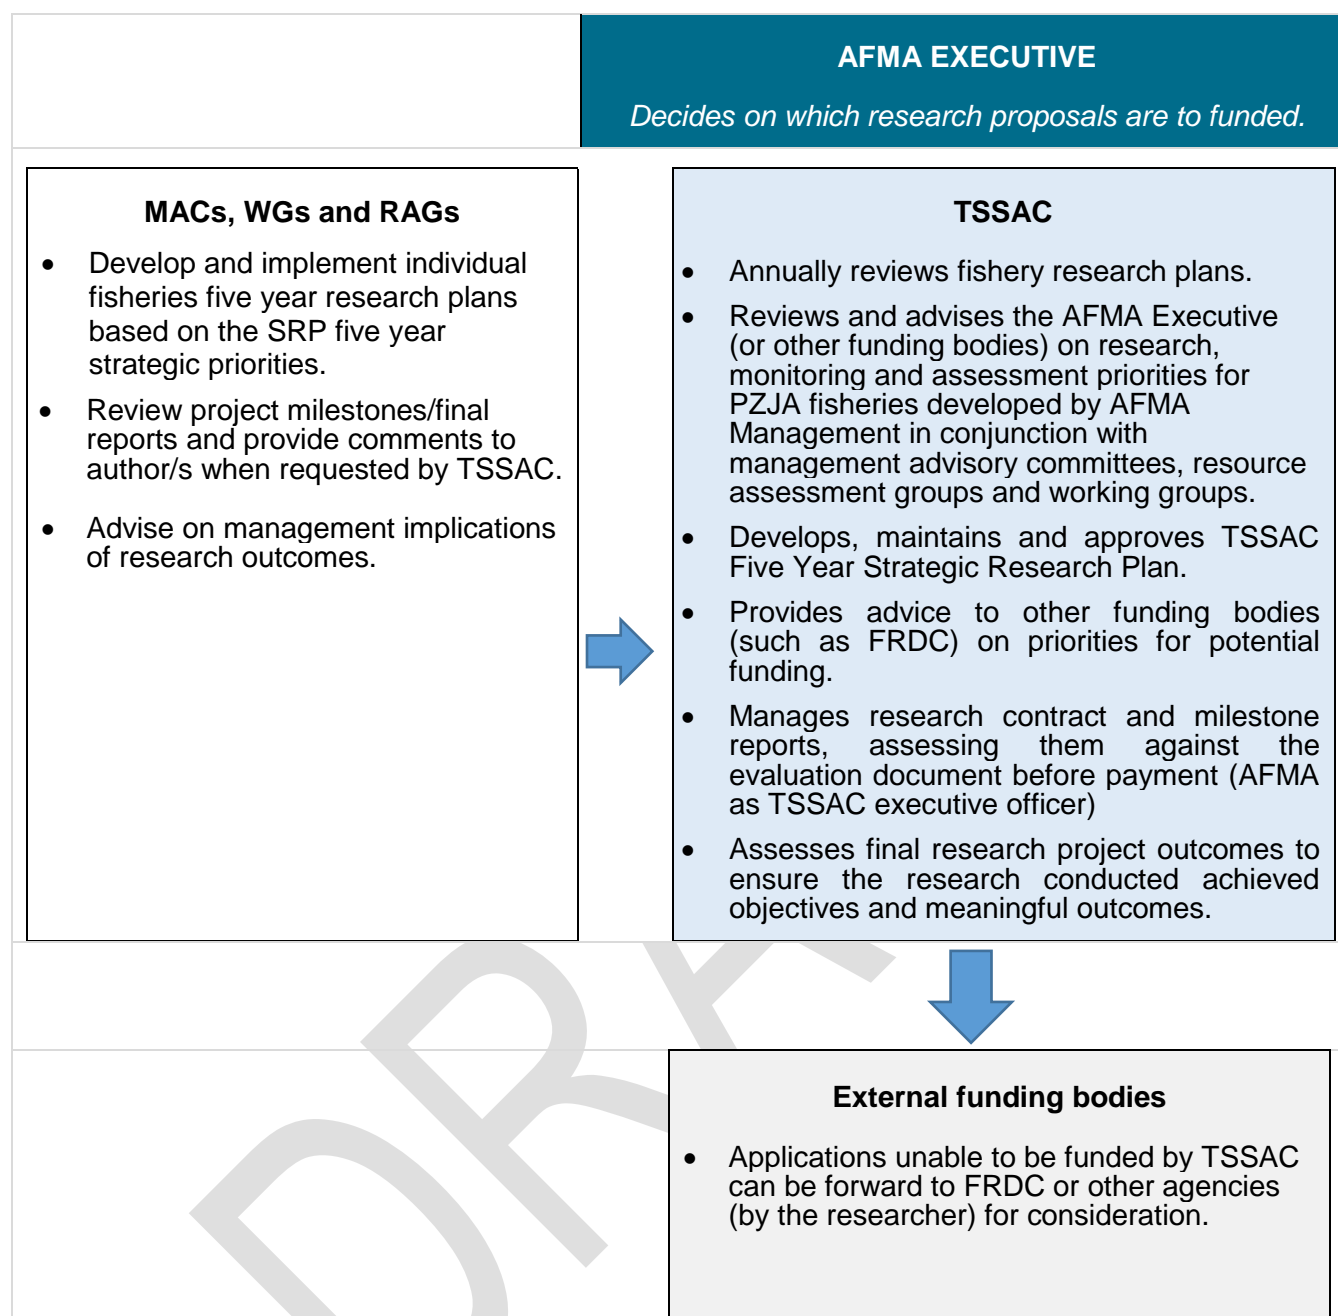 AFMA EXECUTIVE
Decides on which research proposals are to funded.
MACs, WGs and RAGs
• Develop and implement individual
fisheries five year research plans
based on the SRP five year
strategic priorities.
• Review project milestones/final
reports and provide comments to
author/s when requested by TSSAC.
• Advise on management implications
of research outcomes.
TSSAC
• Annually reviews fishery research plans.
• Reviews and advises the AFMA Executive
(or other funding bodies) on research,
monitoring and assessment priorities for
PZJA fisheries developed by AFMA
Management in conjunction with
management advisory committees, resource
assessment groups and working groups.
• Develops, maintains and approves TSSAC
Five Year Strategic Research Plan.
• Provides advice to other funding bodies
(such as FRDC) on priorities for potential
funding.
• Manages research contract and milestone
reports, assessing them against the
evaluation document before payment (AFMA
as TSSAC executive officer)
• Assesses final research project outcomes to
ensure the research conducted achieved
objectives and meaningful outcomes.
External funding bodies
• Applications unable to be funded by TSSAC
can be forward to FRDC or other agencies
(by the researcher) for consideration.
DRA